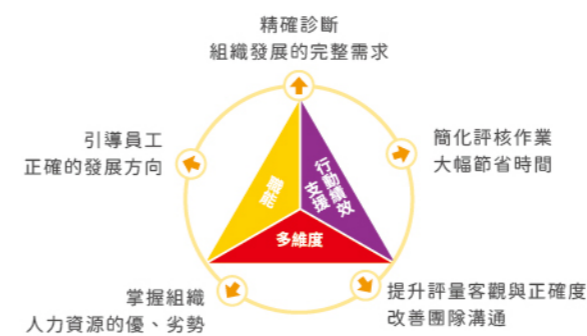 精確診斷
組織發展的完整需求
引導員工
正確的發展方向
簡化評核作業
大幅節省時間
職能
行動績效
支援
多維度
掌握組織
人力資源的優、劣勢
提升評量客觀與正確度
改善團隊溝通